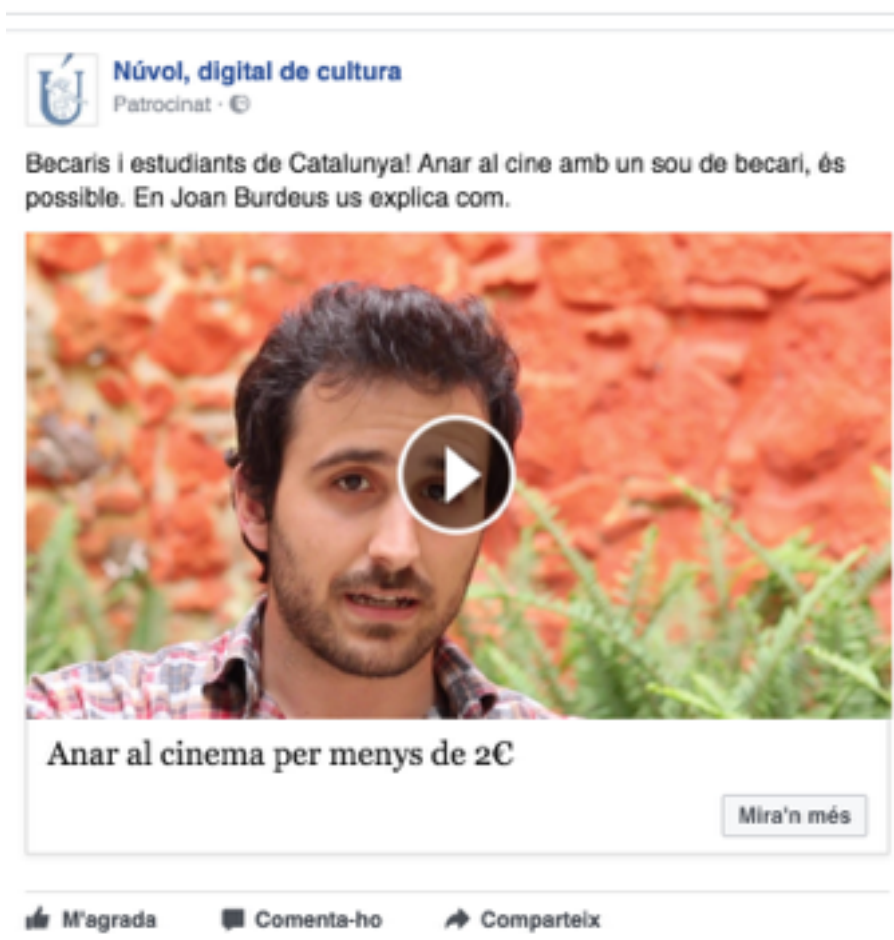 Núvol, digital de cultura
Patrocinat ·
Becaris i estudiants de Catalunya! Anar al cine amb un sou de becari, és
possible. En Joan Burdeus us explica com.
Anar al cinema per menys de 2€
Mira'n més
M'agrada Comenta-ho Comparteix